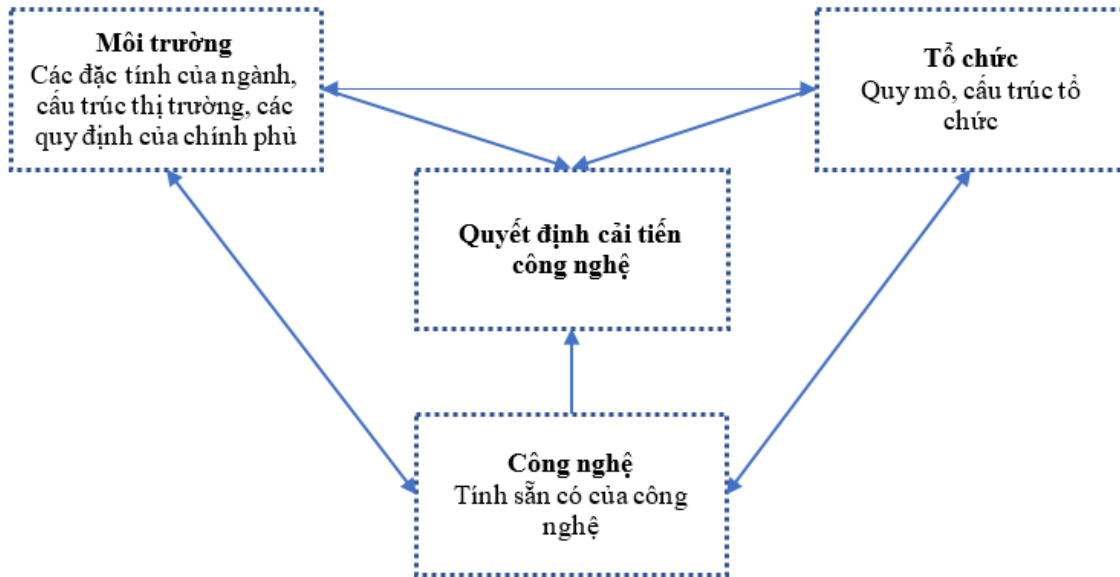 Môi trường
Các đặc tính của ngành,
cấu trúc thị trường, các
quy định của chính phủ
Tổ chức
Quy mô, cấu trúc tổ
chức
Quyết định cải tiến
công nghệ
Công nghệ
Tính sẵn có của công
nghệ